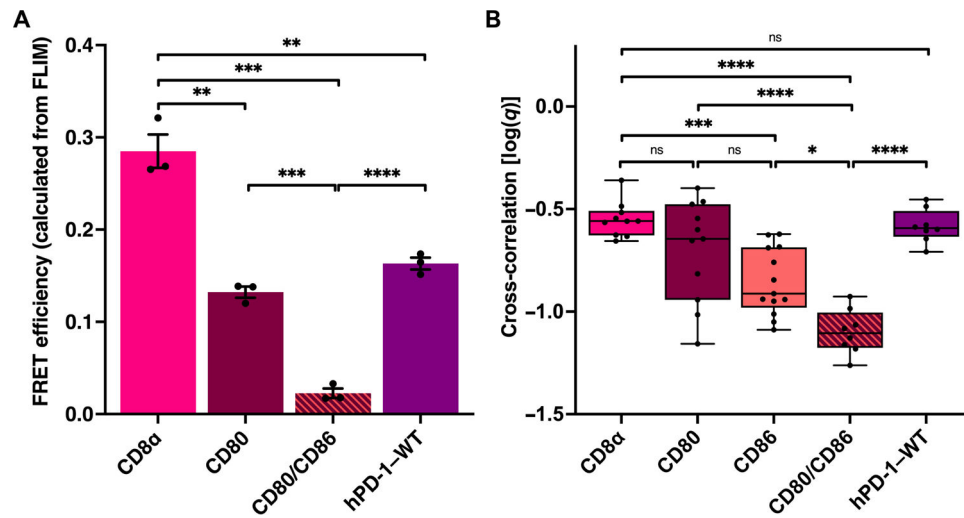 A
FRET efficiency (calculated from FLIM)
0.4
0.3
0.2
0.1
0.0
**
***
**
***
****
CD8α
CD80
CD80/CD86
hPD-1–WT
B
Cross-correlation [log(q)]
0.0
–0.5
–1.0
–1.5
ns
****
****
***
ns
ns
*
****
CD8α
CD80
CD86
CD80/CD86
hPD-1–WT